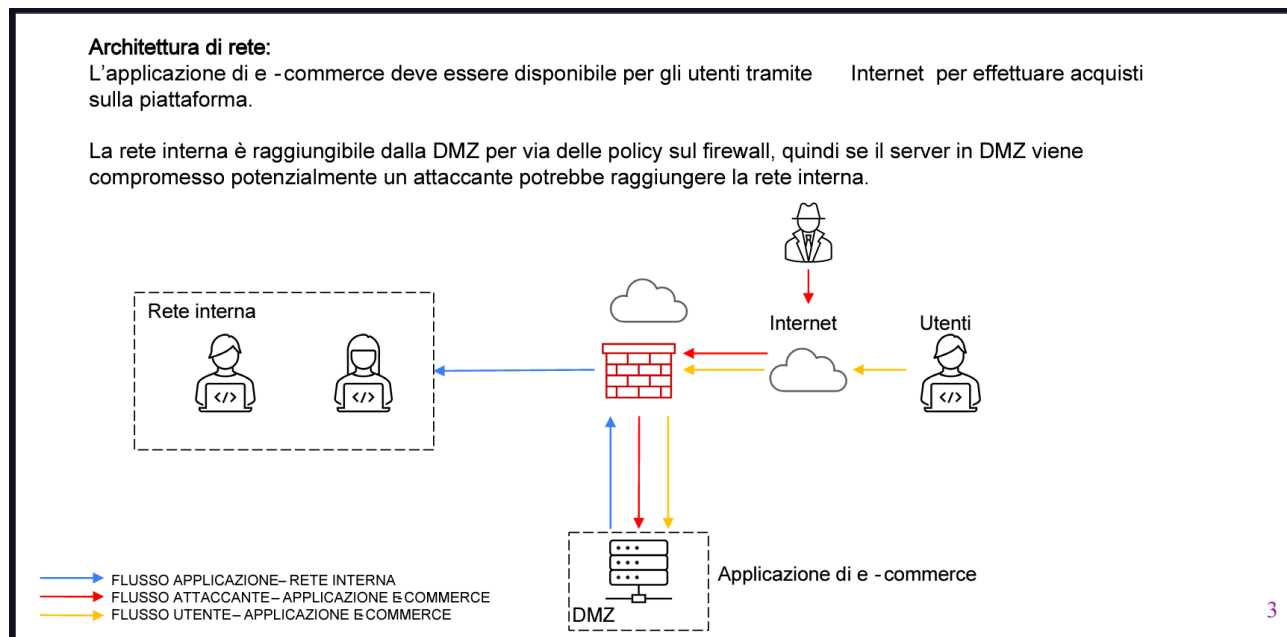 Architettura di rete:
L'applicazione di e -commerce deve essere disponibile per gli utenti tramite Internet per effettuare acquisti
sulla piattaforma.
La rete interna è raggiungibile dalla DMZ per via delle policy sul firewall, quindi se il server in DMZ viene
compromesso potenzialmente un attaccante potrebbe raggiungere la rete interna.
Rete interna
Internet
Utenti
Applicazione di e -commerce
DMZ
FLUSSO APPLICAZIONE– RETE INTERNA
FLUSSO ATTACCANTE– APPLICAZIONE E-COMMERCE
FLUSSO UTENTE– APPLICAZIONE E-COMMERCE
3